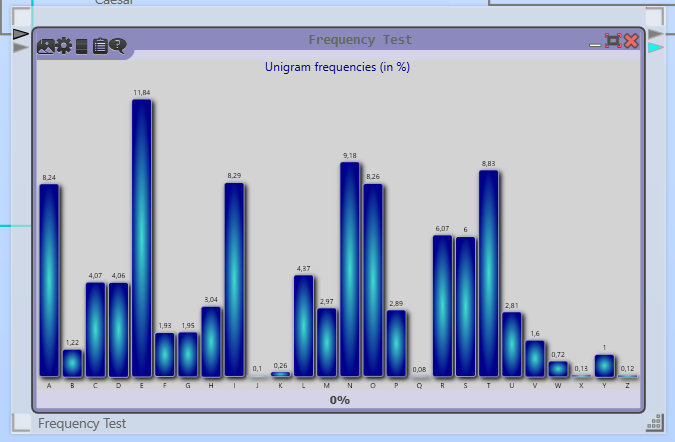 Caesar
Frequency Test
Unigram frequencies (in %)
8,24 1,22 4,07 4,06 11,84 1,93 1,95 3,04 8,29 0,1 0,26 4,37 2,97 9,18 8,26 2,89 0,08 6,07 6 8,83 2,81 1,6 0,72 0,13 1 0,12
A B C D E F G H I J K L M N O P Q R S T U V W X Y Z
0%
Frequency Test